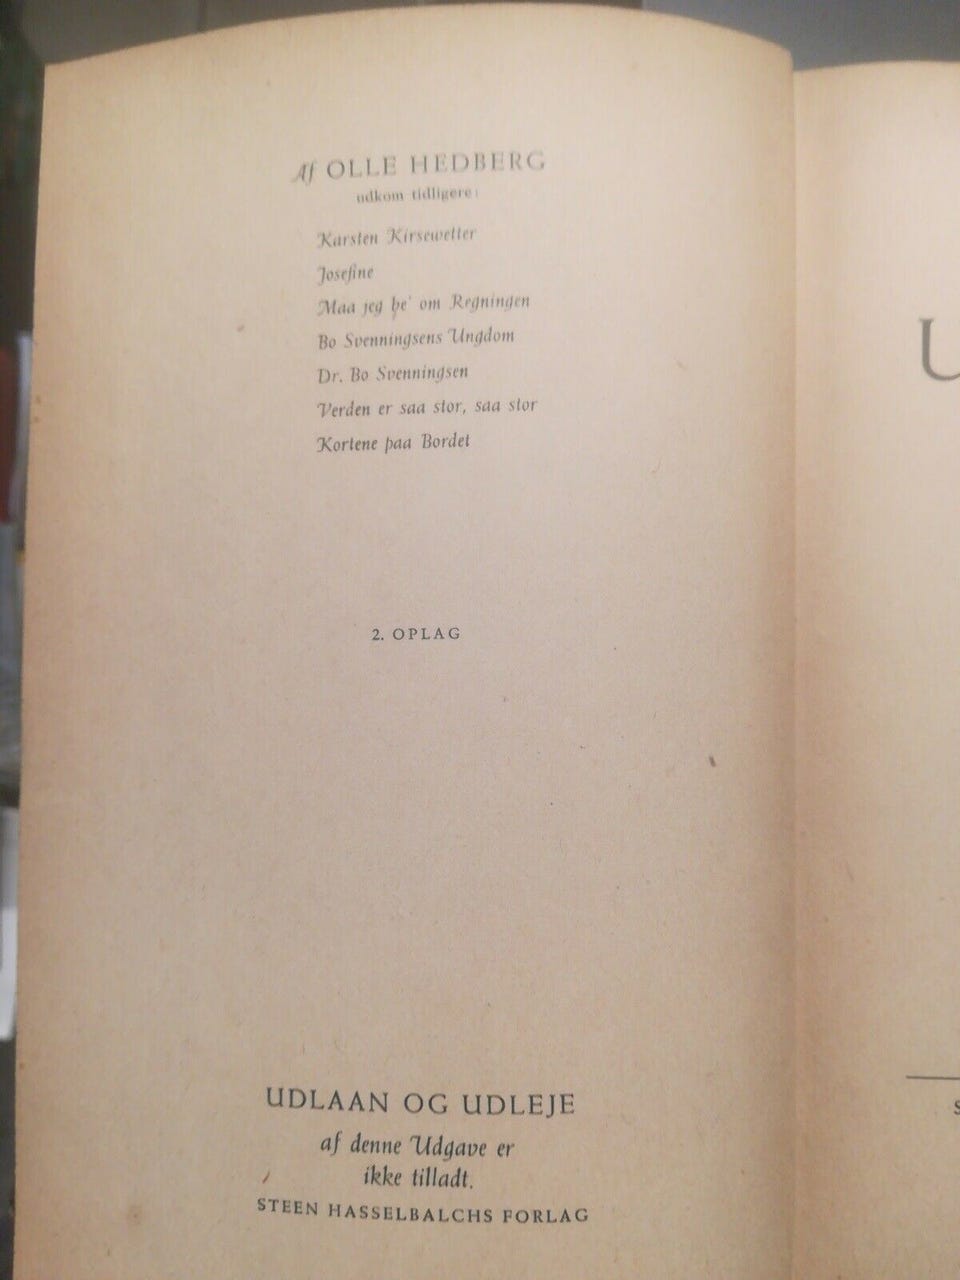 Af OLLE HEDBERG
udkom tidligere:
Karsten Kirsewetter
Josefine
Maa jeg be' om Regningen
Bo Svenningsens Ungdom
Dr. Bo Svenningsen
Verden er saa stor, saa stor
Kortene paa Bordet
2. OPLAG
UDLAAN OG UDLEJE
af denne Udgave er
ikke tilladt.
STEEN HASSELBALCHS FORLAG
U
S